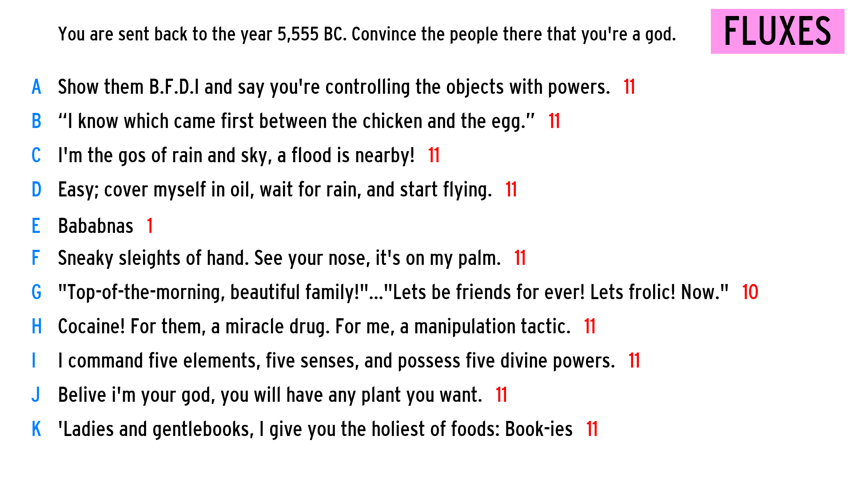 You are sent back to the year 5,555 BC. Convince the people there that you're a god.
FLUXES
A Show them B.F.D.I and say you're controlling the objects with powers. 11
B “I know which came first between the chicken and the egg.” 11
C I'm the gos of rain and sky, a flood is nearby! 11
D Easy; cover myself in oil, wait for rain, and start flying. 11
E Bababnas 1
F Sneaky sleights of hand. See your nose, it's on my palm. 11
G "Top-of-the-morning, beautiful family!"..."Lets be friends for ever! Lets frolic! Now." 10
H Cocaine! For them, a miracle drug. For me, a manipulation tactic. 11
I I command five elements, five senses, and possess five divine powers. 11
J Belive i'm your god, you will have any plant you want. 11
K 'Ladies and gentlebooks, I give you the holiest of foods: Book-ies 11